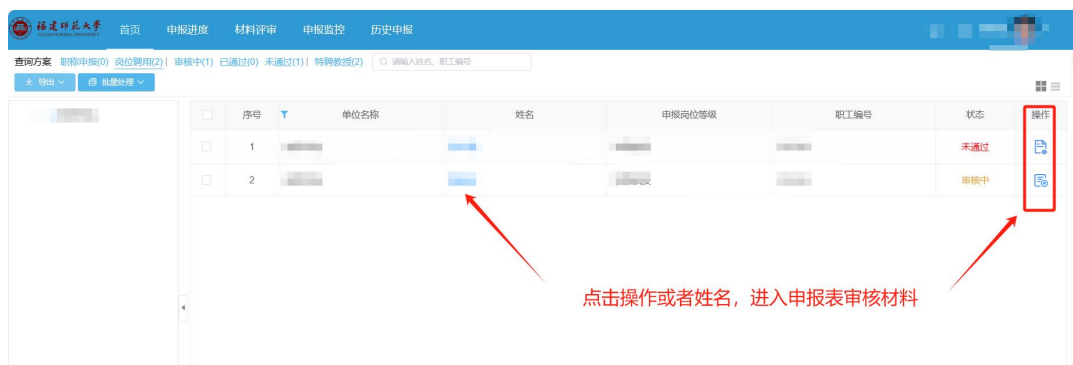 福建师范大学 首页 申报进度 材料评审 申报监控 历史申报
FUJIAN NORMAL UNIVERSITY
查询方案 职称申报(0) 岗位聘用(2) | 审核中(1) 已通过(0) 未通过(1) | 特聘教授(2) 请输入姓名、职工编号
导出 批量处理
序号 单位名称 姓名 申报岗位等级 职工编号 状态 操作
1 未通过
2 审核中
点击操作或者姓名，进入申报表审核材料